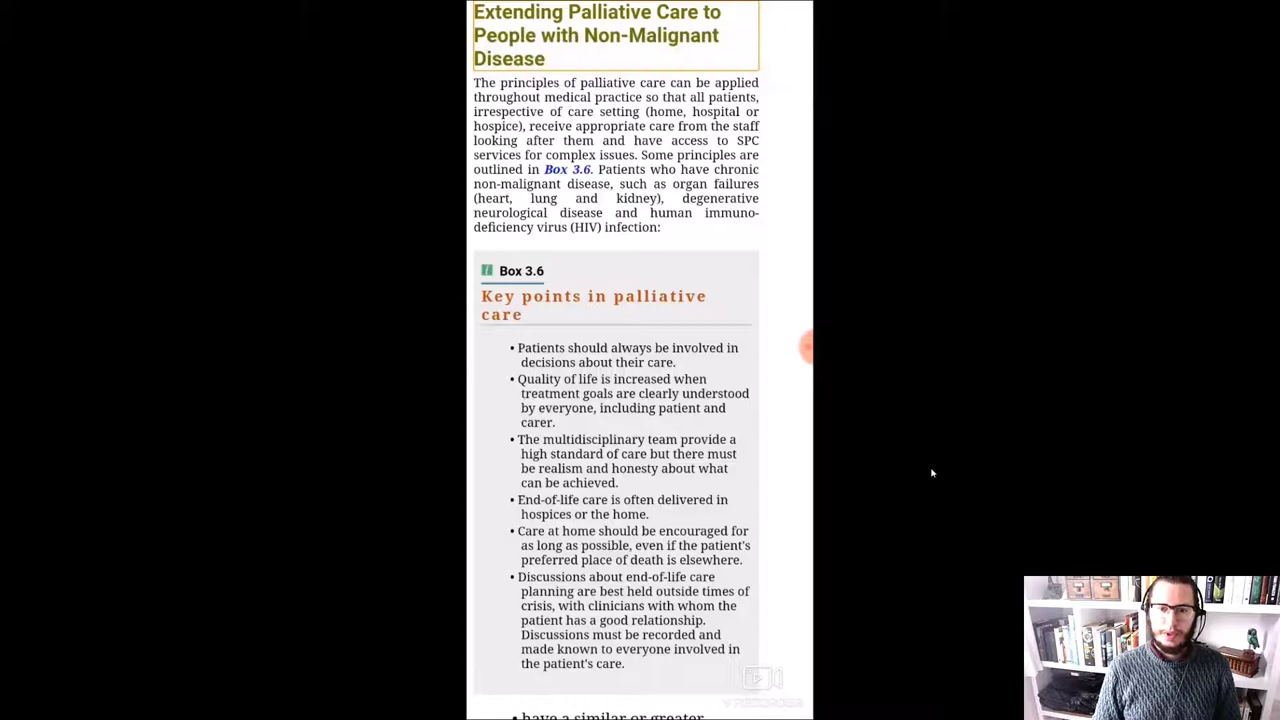 Extending Palliative Care to
People with Non-Malignant
Disease
The principles of palliative care can be applied
throughout medical practice so that all patients,
irrespective of care setting (home, hospital or
hospice), receive appropriate care from the staff
looking after them and have access to SPC
services for complex issues. Some principles are
outlined in Box 3.6. Patients who have chronic
non-malignant disease, such as organ failures
(heart, lung and kidney), degenerative
neurological disease and human immuno-
deficiency virus (HIV) infection:
Box 3.6
Key points in palliative
care
• Patients should always be involved in
decisions about their care.
• Quality of life is increased when
treatment goals are clearly understood
by everyone, including patient and
carer.
• The multidisciplinary team provide a
high standard of care but there must
be realism and honesty about what
can be achieved.
• End-of-life care is often delivered in
hospices or the home.
• Care at home should be encouraged for
as long as possible, even if the patient's
preferred place of death is elsewhere.
• Discussions about end-of-life care
planning are best held outside times of
crisis, with clinicians with whom the
patient has a good relationship.
Discussions must be recorded and
made known to everyone involved in
the patient's care.
• have a similar or greater